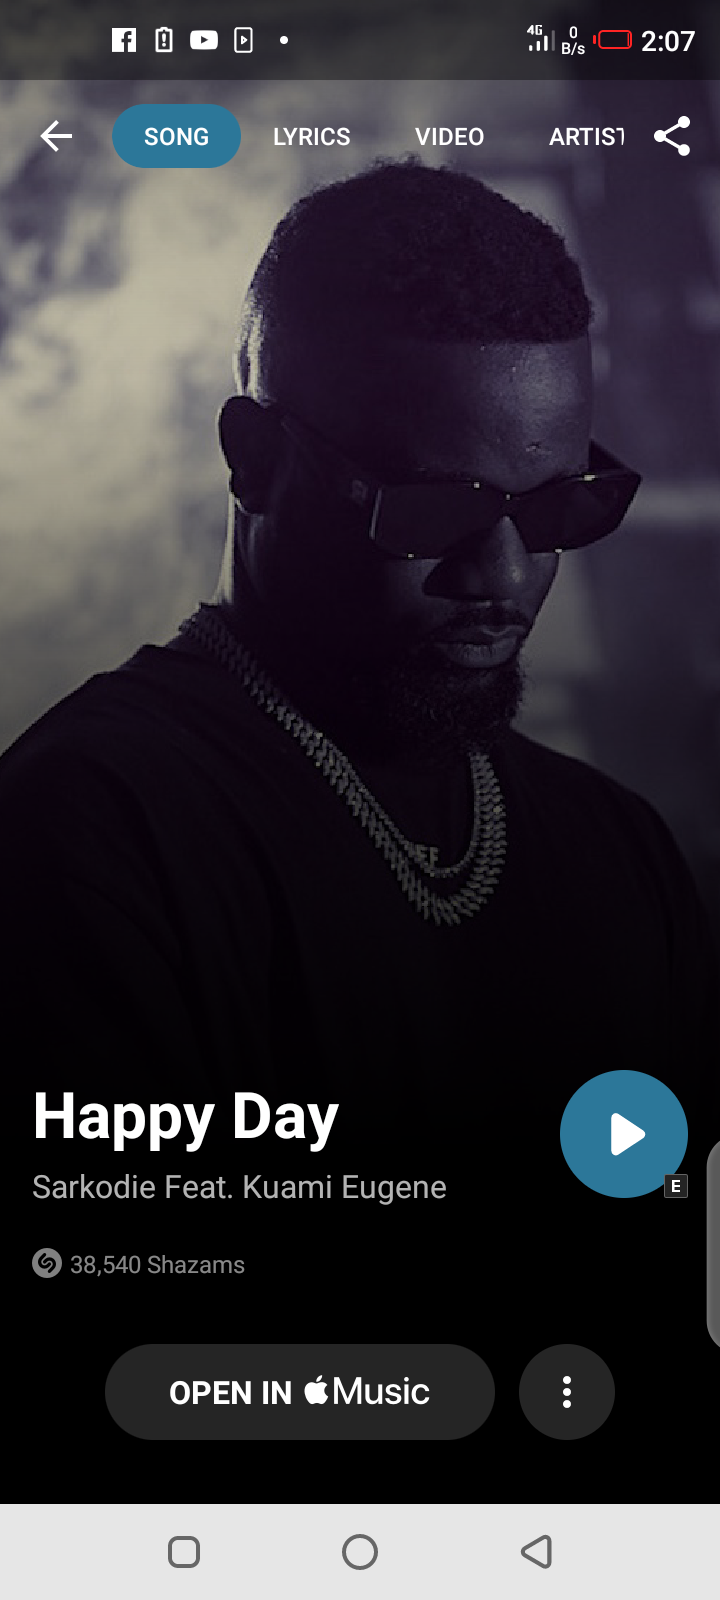 4G 0 B/s 2:07
SONG LYRICS VIDEO ARTIST
Happy Day
Sarkodie Feat. Kuami Eugene
E
38,540 Shazams
OPEN IN Music